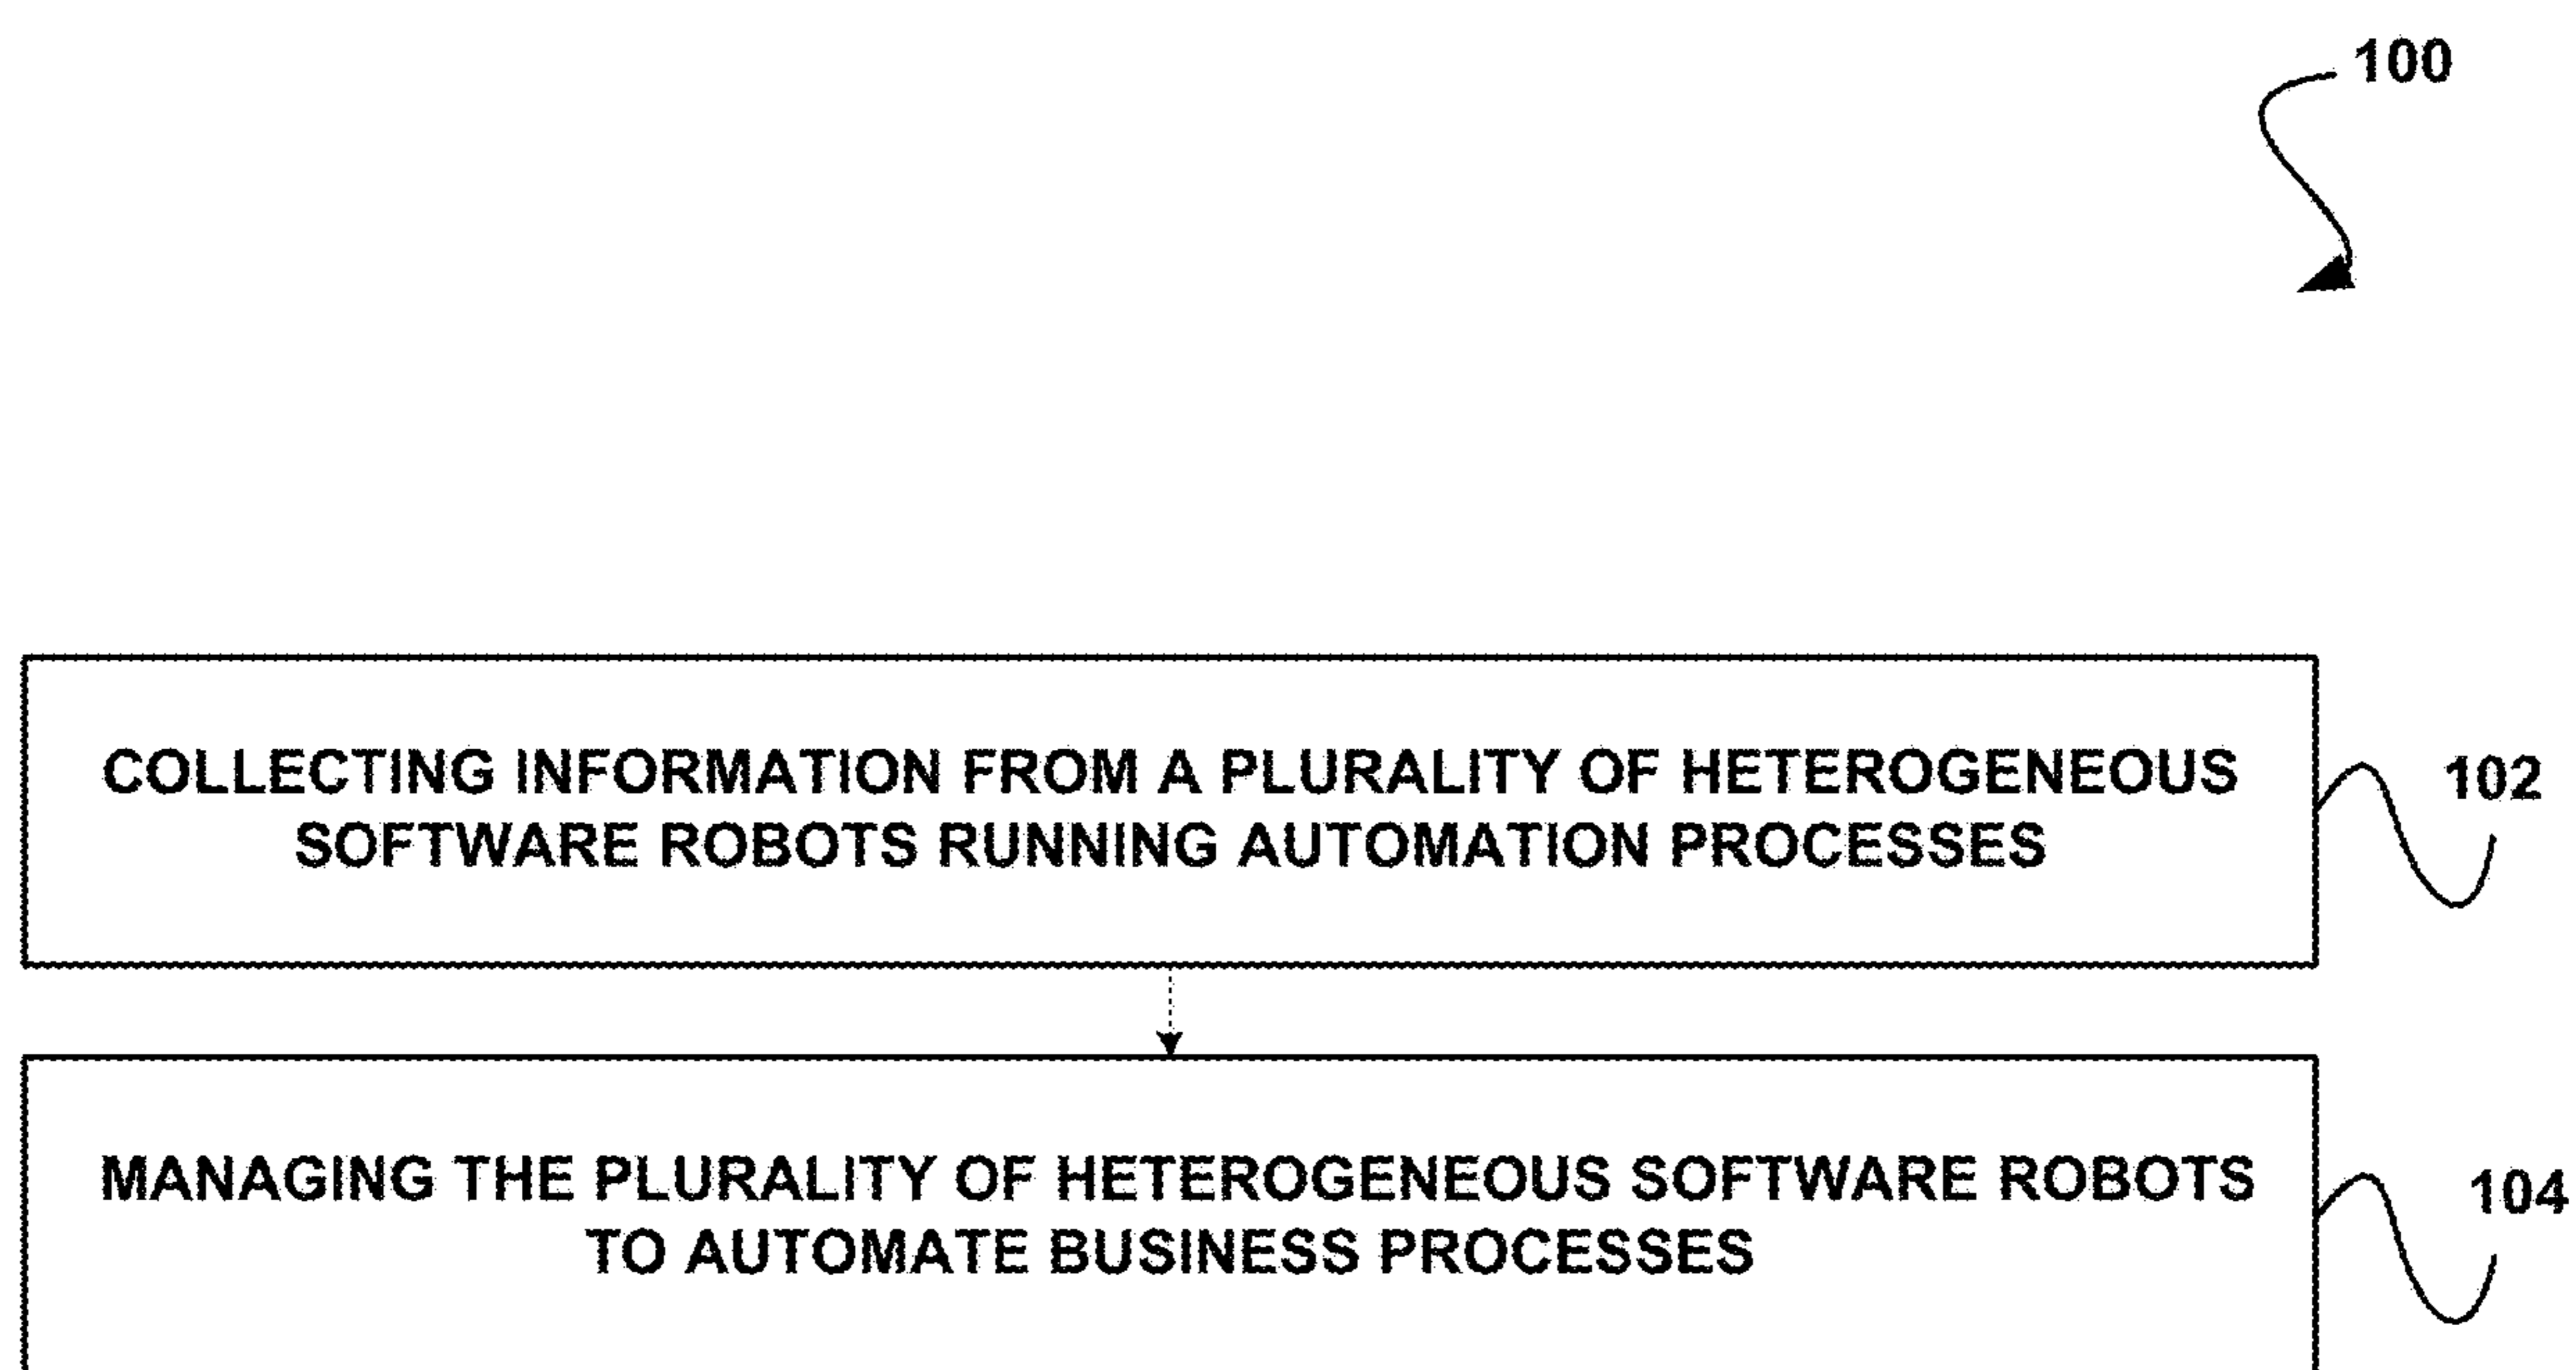 100
COLLECTING INFORMATION FROM A PLURALITY OF HETEROGENEOUS
SOFTWARE ROBOTS RUNNING AUTOMATION PROCESSES
102
MANAGING THE PLURALITY OF HETEROGENEOUS SOFTWARE ROBOTS
TO AUTOMATE BUSINESS PROCESSES
104